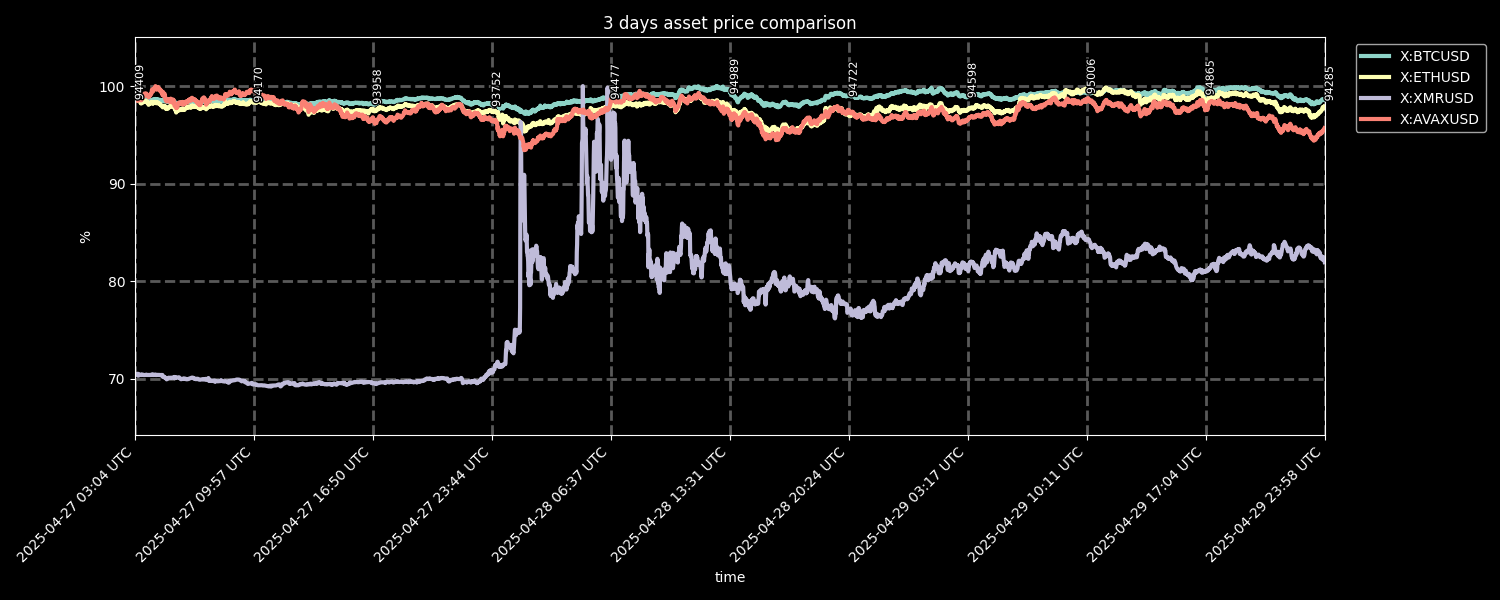 3 days asset price comparison
X:BTCUSD
X:ETHUSD
X:XMRUSD
X:AVAXUSD
94409
94170
93958
93752
94477
94989
94722
94598
95006
94865
94285
100
90
80
70
%
2025-04-27 03:04 UTC
2025-04-27 09:57 UTC
2025-04-27 16:50 UTC
2025-04-27 23:44 UTC
2025-04-28 06:37 UTC
2025-04-28 13:31 UTC
2025-04-28 20:24 UTC
2025-04-29 03:17 UTC
2025-04-29 10:11 UTC
2025-04-29 17:04 UTC
2025-04-29 23:58 UTC
time